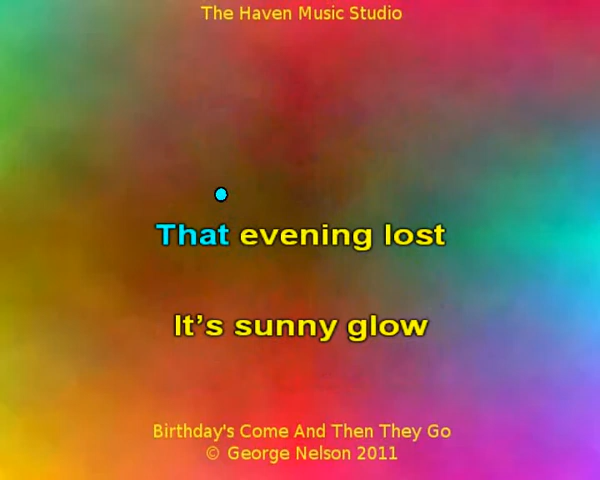 The Haven Music Studio
That evening lost
It's sunny glow
Birthday's Come And Then They Go
© George Nelson 2011